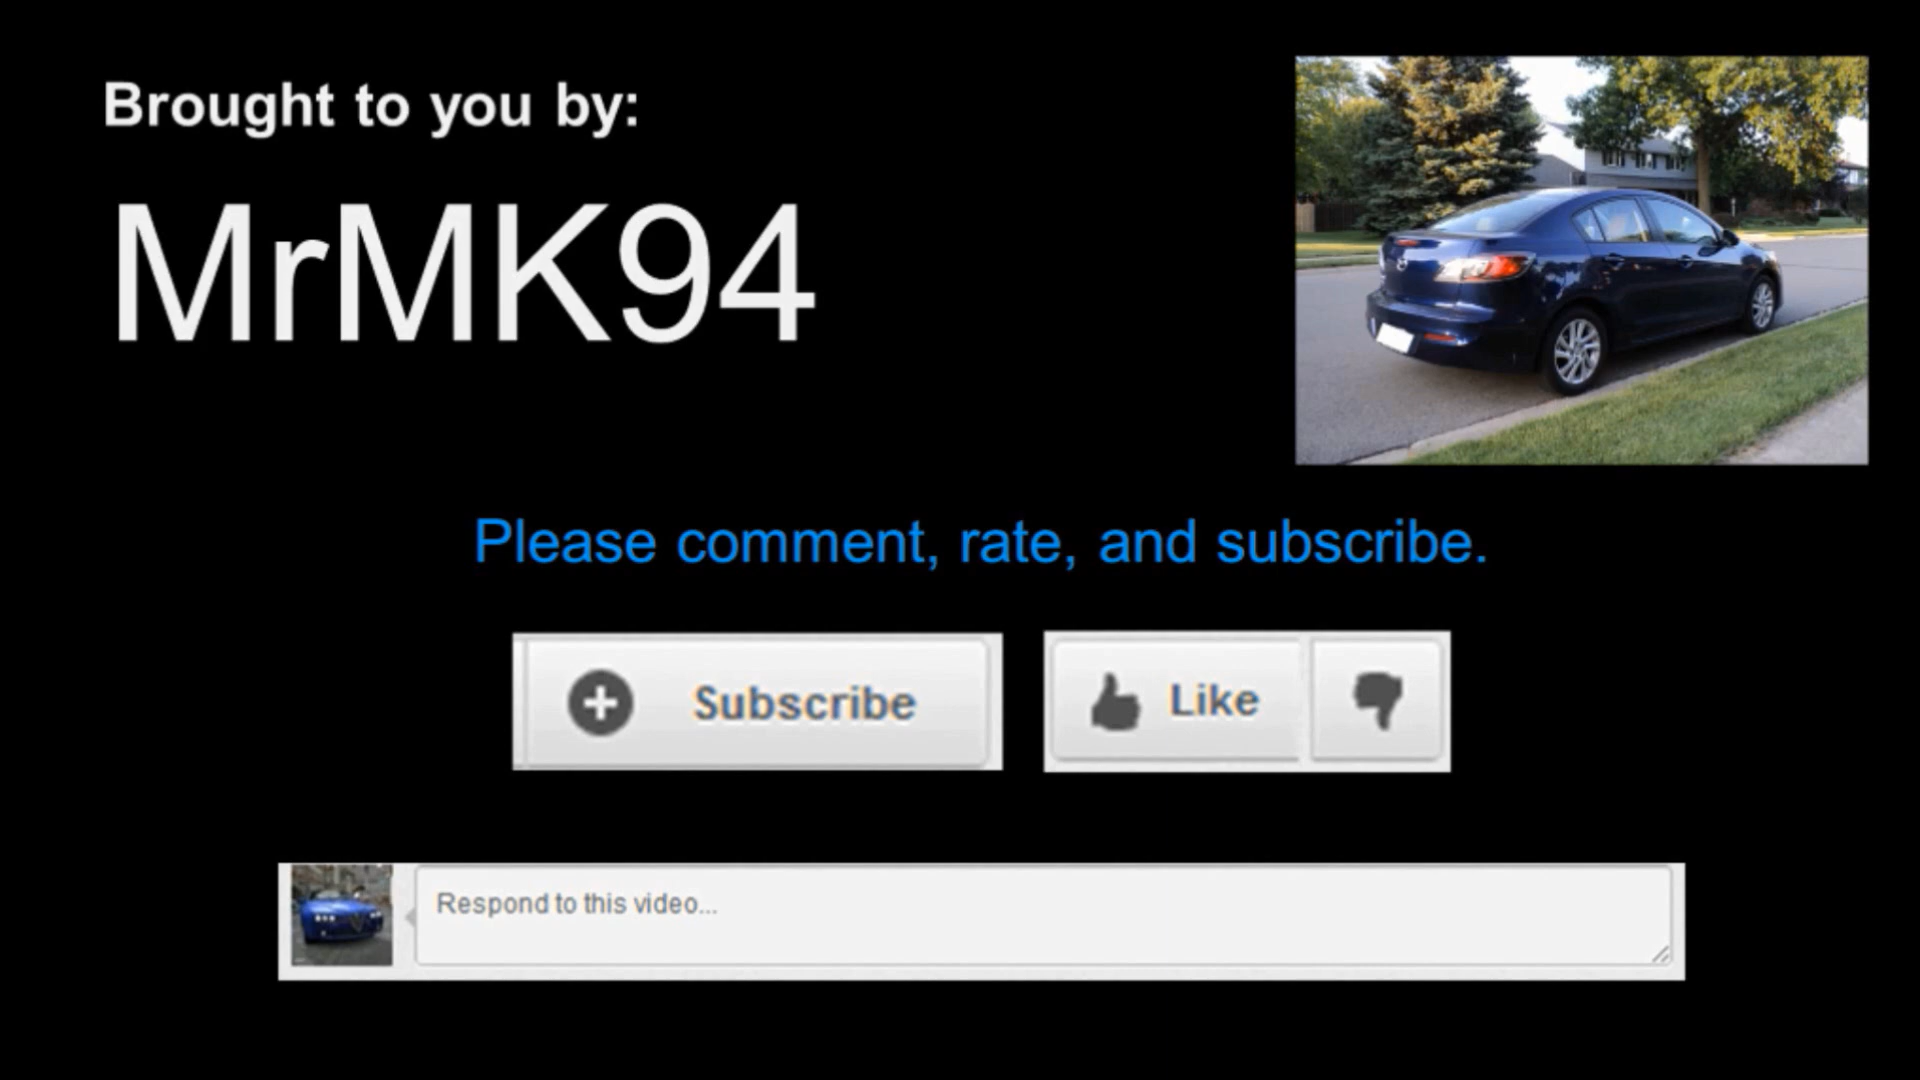 Brought to you by:
MrMK94
Please comment, rate, and subscribe.
Subscribe
Like
Respond to this video...